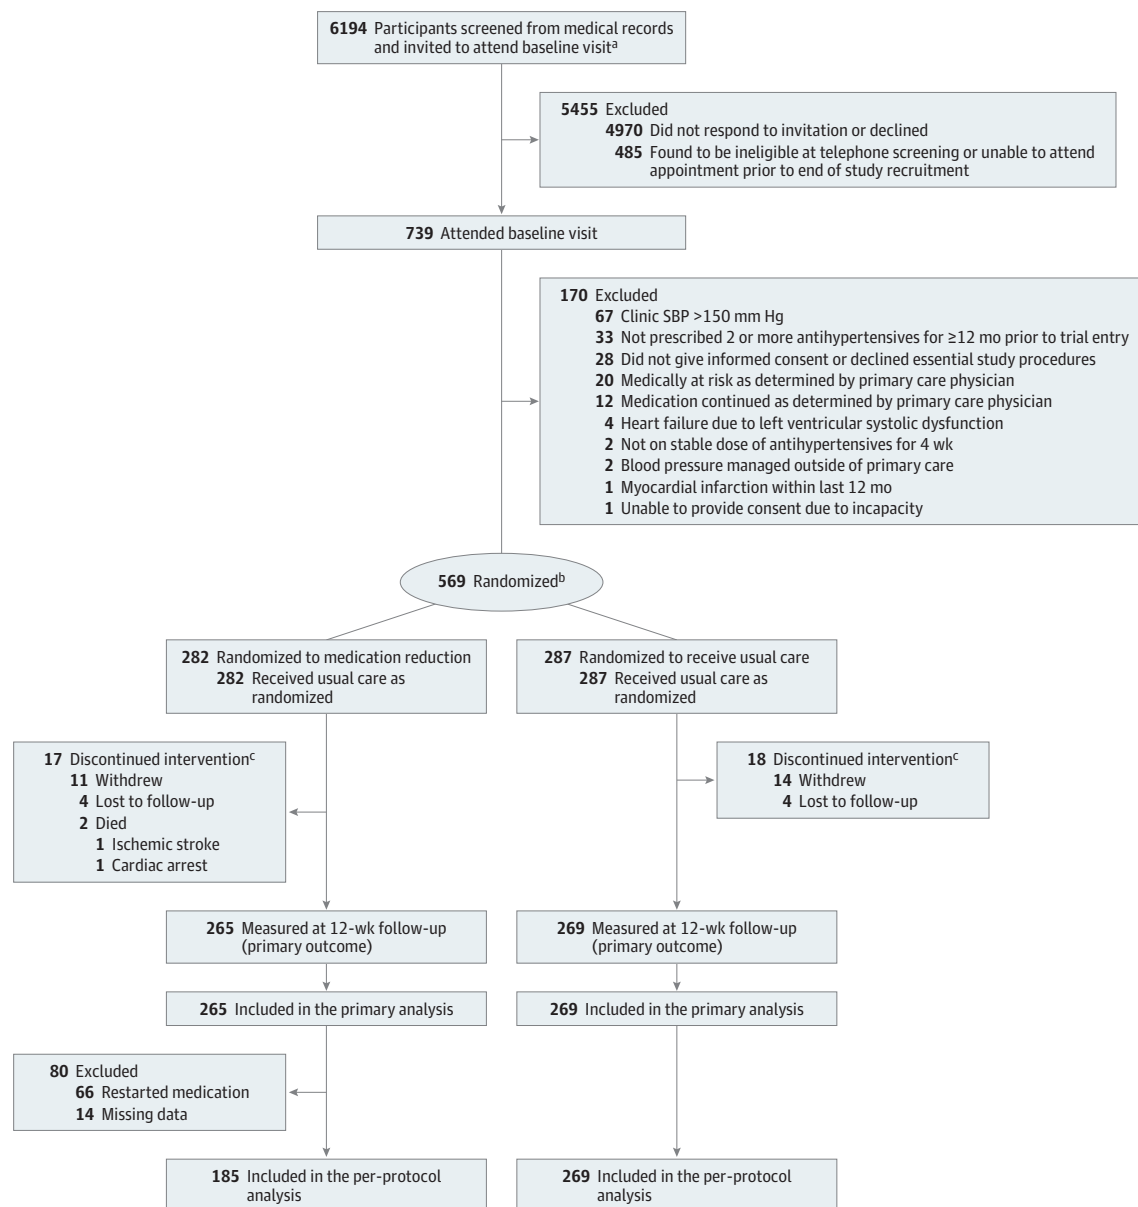 6194 Participants screened from medical records
and invited to attend baseline visitᵃ
5455 Excluded
4970 Did not respond to invitation or declined
485 Found to be ineligible at telephone screening or unable to attend
appointment prior to end of study recruitment
739 Attended baseline visit
170 Excluded
67 Clinic SBP >150 mm Hg
33 Not prescribed 2 or more antihypertensives for ≥12 mo prior to trial entry
28 Did not give informed consent or declined essential study procedures
20 Medically at risk as determined by primary care physician
12 Medication continued as determined by primary care physician
4 Heart failure due to left ventricular systolic dysfunction
2 Not on stable dose of antihypertensives for 4 wk
2 Blood pressure managed outside of primary care
1 Myocardial infarction within last 12 mo
1 Unable to provide consent due to incapacity
569 Randomizedᵇ
282 Randomized to medication reduction
282 Received usual care as
randomized
287 Randomized to receive usual care
287 Received usual care as
randomized
17 Discontinued interventionᶜ
11 Withdrew
4 Lost to follow-up
2 Died
1 Ischemic stroke
1 Cardiac arrest
18 Discontinued interventionᶜ
14 Withdrew
4 Lost to follow-up
265 Measured at 12-wk follow-up
(primary outcome)
269 Measured at 12-wk follow-up
(primary outcome)
265 Included in the primary analysis
269 Included in the primary analysis
80 Excluded
66 Restarted medication
14 Missing data
185 Included in the per-protocol
analysis
269 Included in the per-protocol
analysis